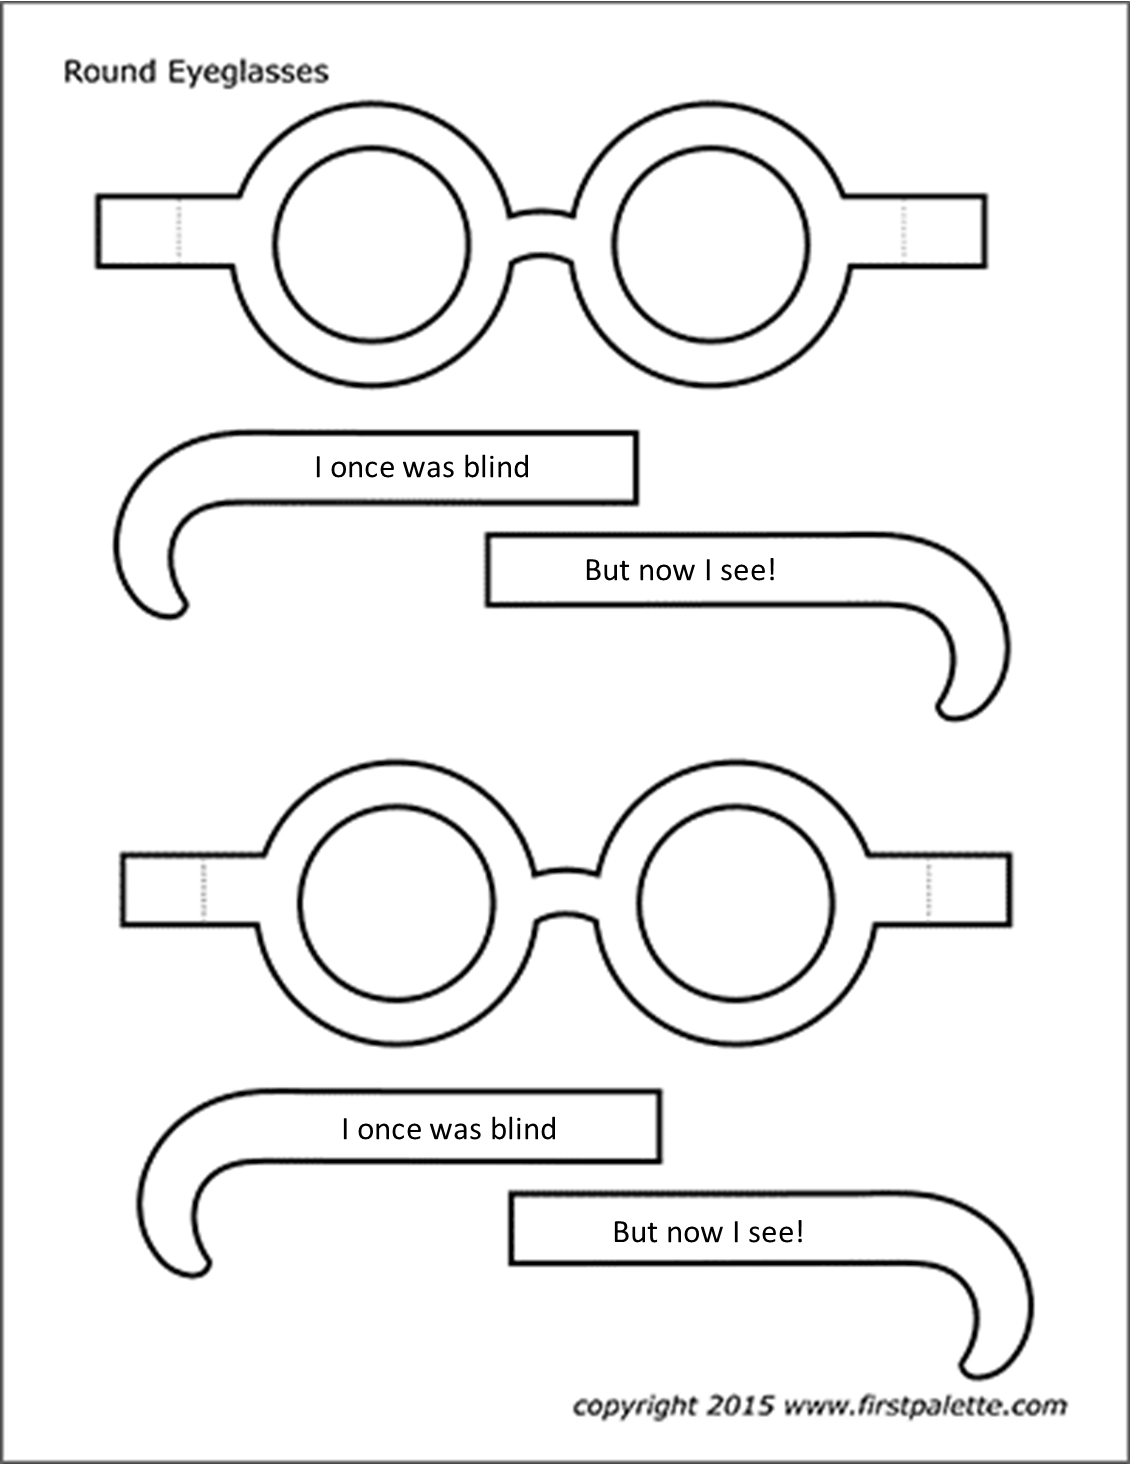 Round Eyeglasses
I once was blind
But now I see!
I once was blind
But now I see!
copyright 2015 www.firstpalette.com